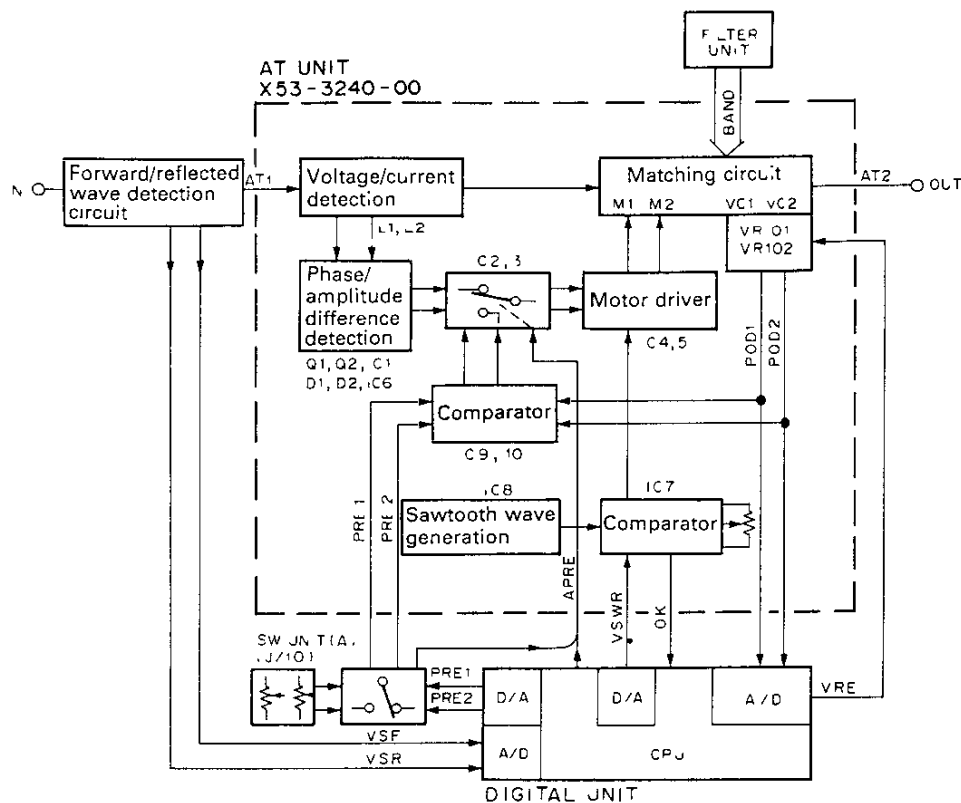 FILTER
UNIT
AT UNIT
X53-3240-00
BAND
Forward/reflected
wave detection
circuit
AT1
Voltage/current
detection
Matching circuit
M1 M2 VC1 VC2
AT2
OUT
L1, L2
VR102
Phase/
amplitude
difference
detection
C2, 3
Motor driver
C4, 5
POD1
POD2
Q1, Q2, C1
D1, D2, IC6
Comparator
C9, 10
PRE 1
PRE 2
IC8
Sawtooth wave
generation
IC7
Comparator
APRE
VSWR
OK
PRE1
PRE2
D/A
D/A
A/D
VRE
VSF
VSR
A/D
CPU
DIGITAL UNIT